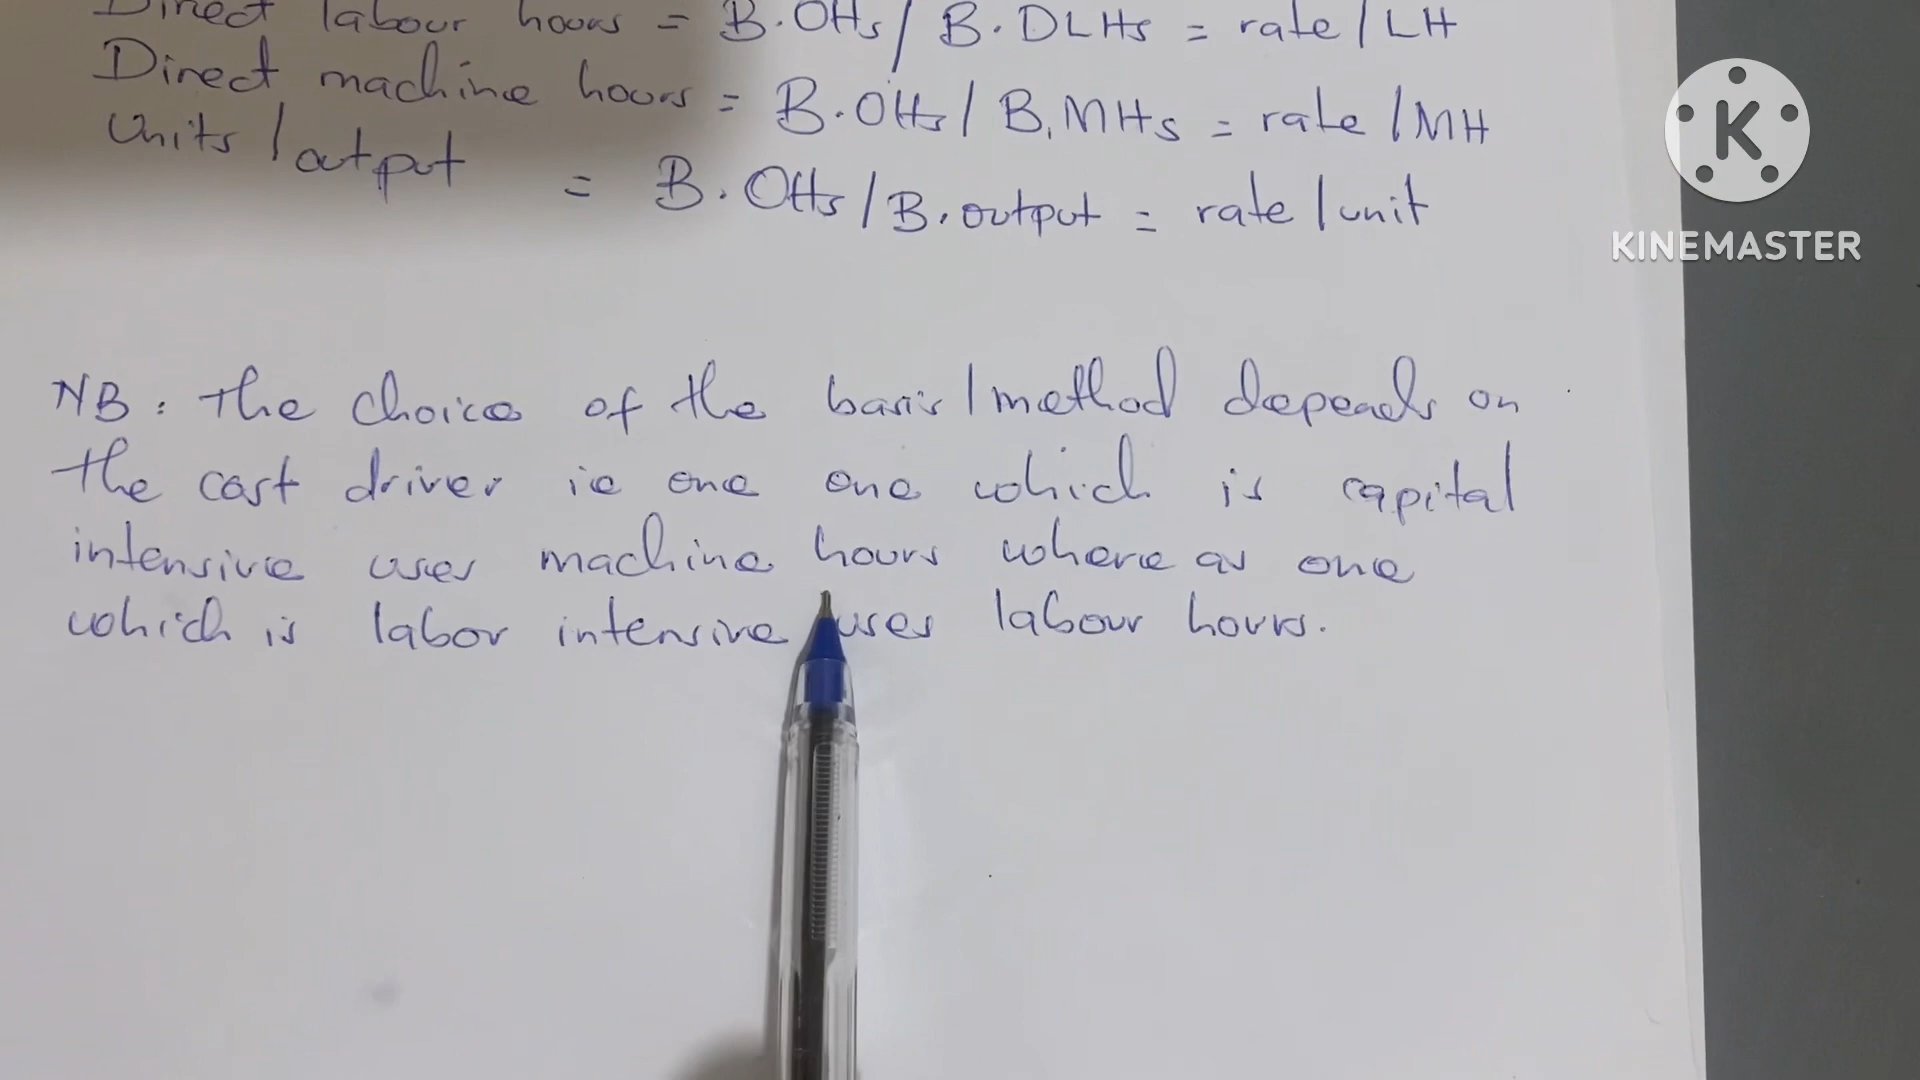 Direct labour hours = B.OHs / B.DLHs = rate / LH
Direct machine hours = B.OHs / B.MHs = rate / MH
Units / output = B.OHs / B.output = rate / unit
NB: The choice of the basis / method depends on
the cost driver ie one one which is capital
intensive uses machine hours where as one
which is labor intensive uses labour hours.
K
KINEMASTER